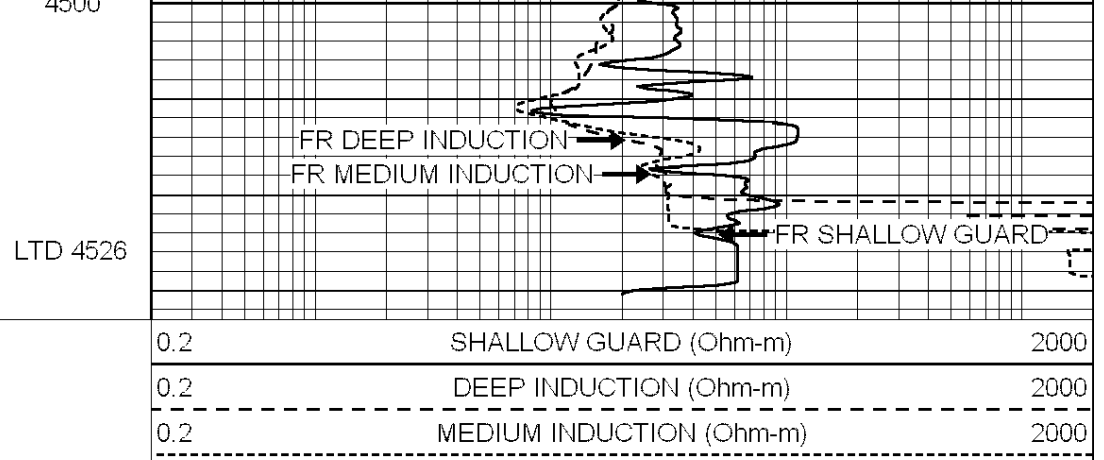 4500
FR DEEP INDUCTION
FR MEDIUM INDUCTION
FR SHALLOW GUARD
LTD 4526
0.2 SHALLOW GUARD (Ohm-m) 2000
0.2 DEEP INDUCTION (Ohm-m) 2000
0.2 MEDIUM INDUCTION (Ohm-m) 2000